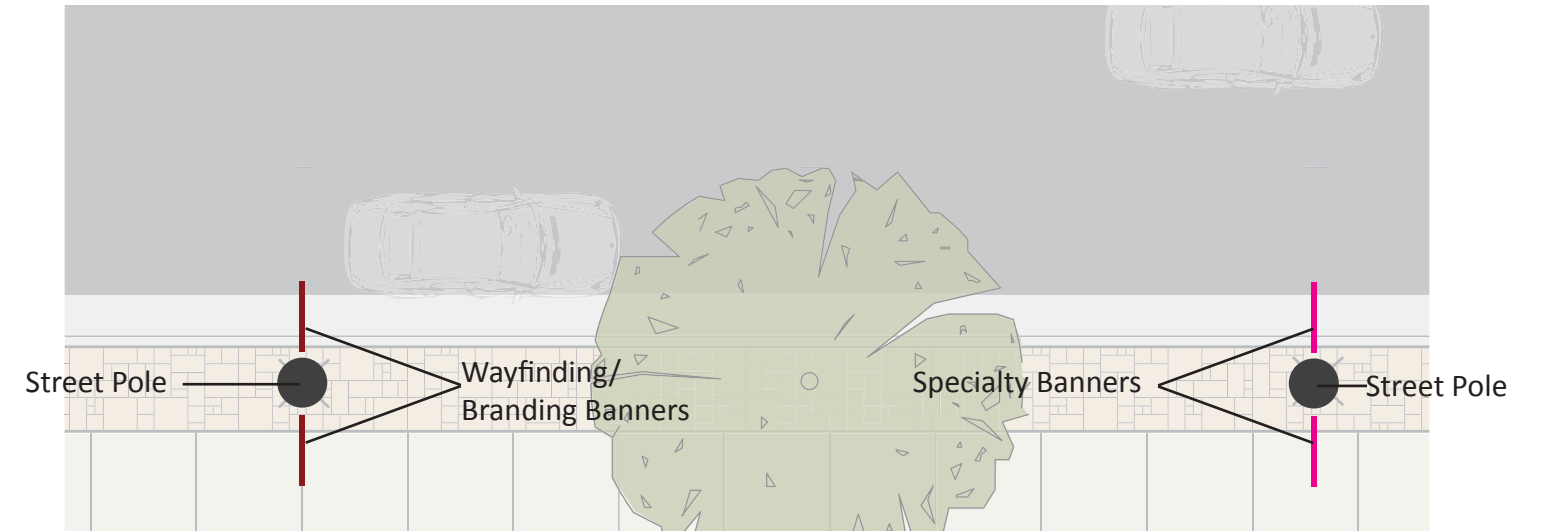 Street Pole
Wayfinding/
Branding Banners
Specialty Banners
Street Pole